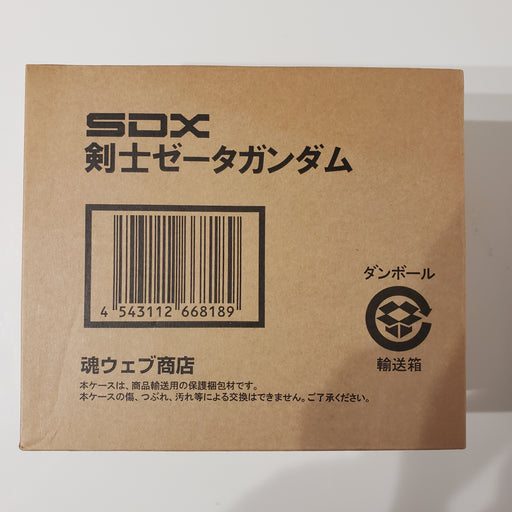 SDX
剣士ゼータガンダム
4 543112 668189
ダンボール
輸送箱
魂ウェブ商店
本ケースは、商品輸送用の保護梱包材です。
本ケースの傷、つぶれ、汚れ等による交換はできません。ご了承ください。